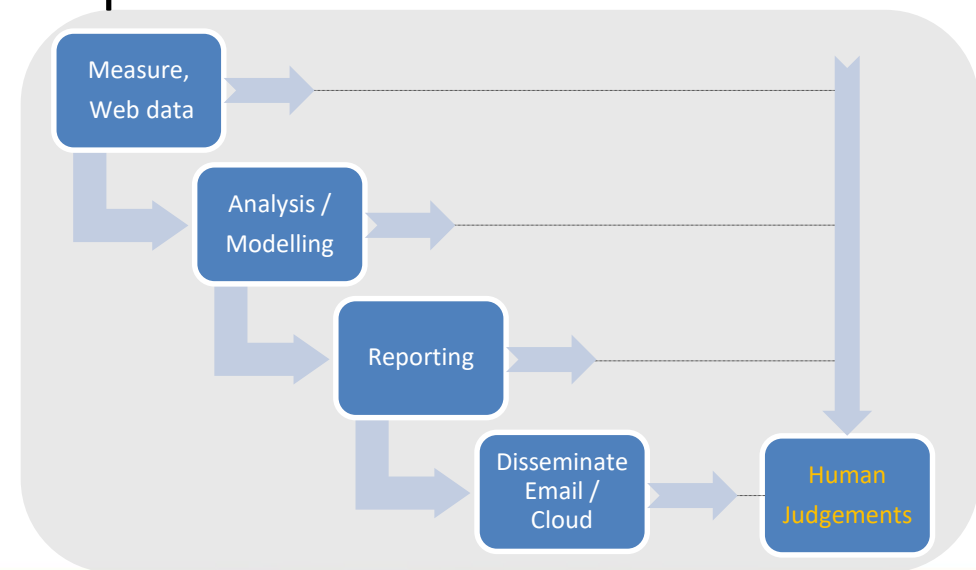 Measure,
Web data
Analysis /
Modelling
Reporting
Disseminate
Email /
Cloud
Human
Judgements